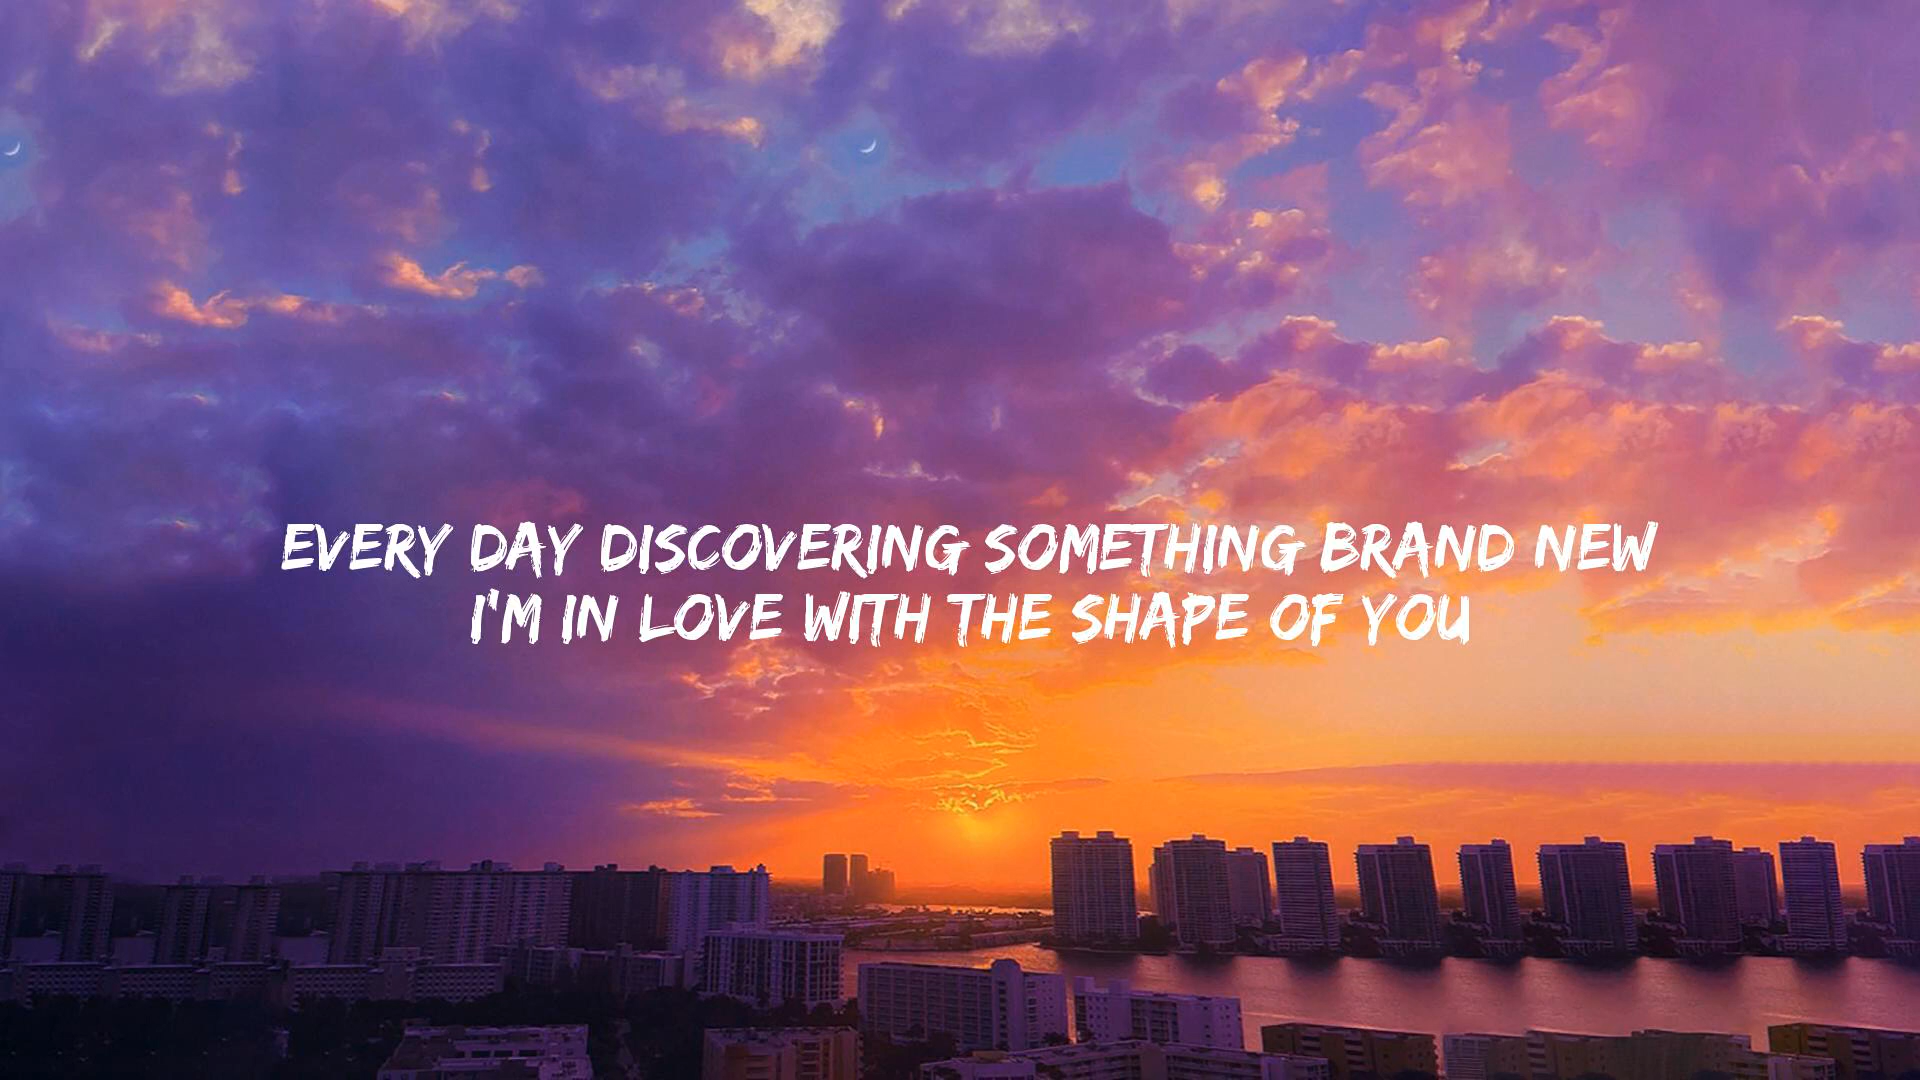 EVERY DAY DISCOVERING SOMETHING BRAND NEW
I'M IN LOVE WITH THE SHAPE OF YOU